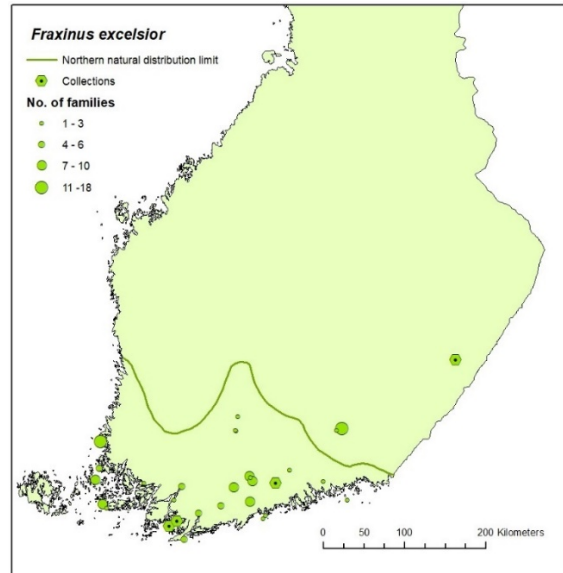 Fraxinus excelsior
Northern natural distribution limit
Collections
No. of families
1 - 3
4 - 6
7 - 10
11 -18
0 50 100 200 Kilometers